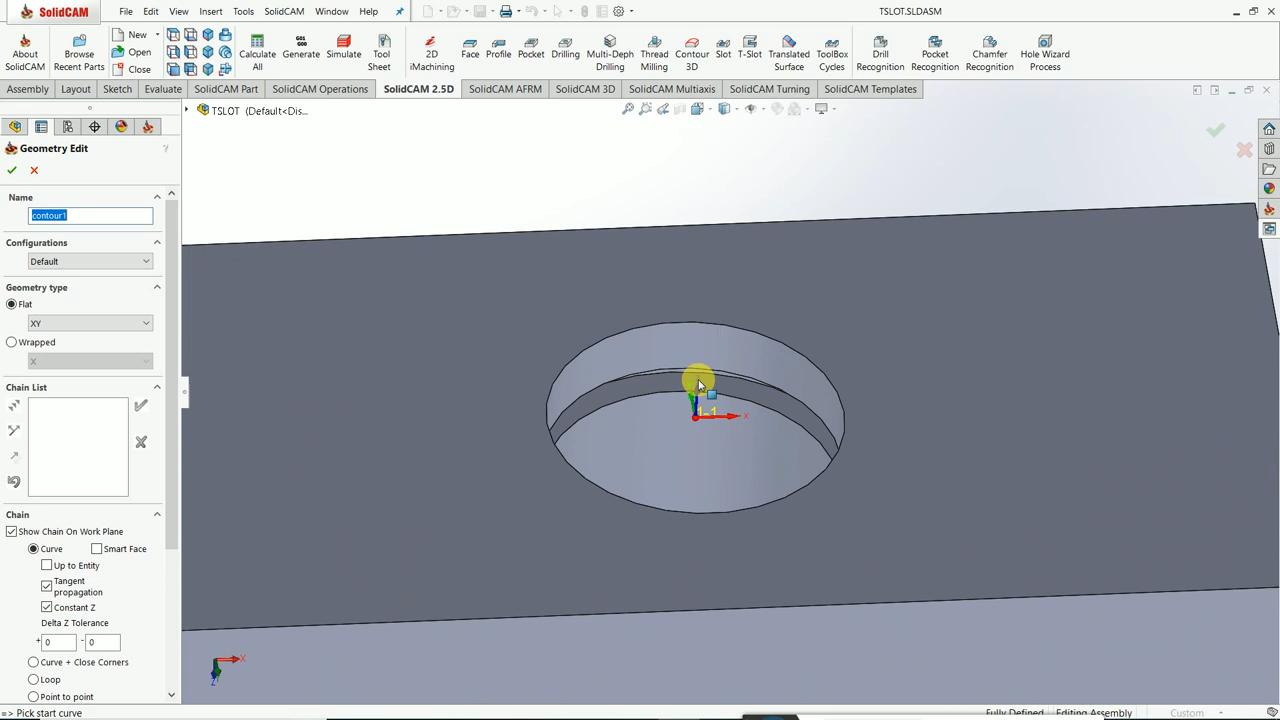 SOLIDWORKS
File Edit View Insert Tools SolidCAM Window Help
TSLOT.SLDASM
About SolidCAM
Browse Recent Parts
New
Open
Close
Calculate All
Generate
Simulate
Tool Sheet
2D iMachining
Face
Profile
Pocket
Drilling
Multi-Depth Drilling
Thread Milling
Contour 3D
Slot
T-Slot
Translated Surface
ToolBox Cycles
Drill Recognition
Pocket Recognition
Chamfer Recognition
Hole Wizard Process
Assembly Layout Sketch Evaluate SolidCAM Part SolidCAM Operations SolidCAM 2.5D SolidCAM AFRM SolidCAM 3D SolidCAM Multiaxis SolidCAM Turning SolidCAM Templates
TSLOT (Default<Dis...
Geometry Edit
Name
contour1
Configurations
Default
Geometry type
Flat
XY
Wrapped
X
Chain List
Chain
Show Chain On Work Plane
Curve Smart Face
Up to Entity
Tangent
propagation
Constant Z
Delta Z Tolerance
+ 0 - 0
Curve + Close Corners
Loop
Point to point
1-1
X
X
Z
=> Pick start curve
Fully Defined Editing Assembly Custom